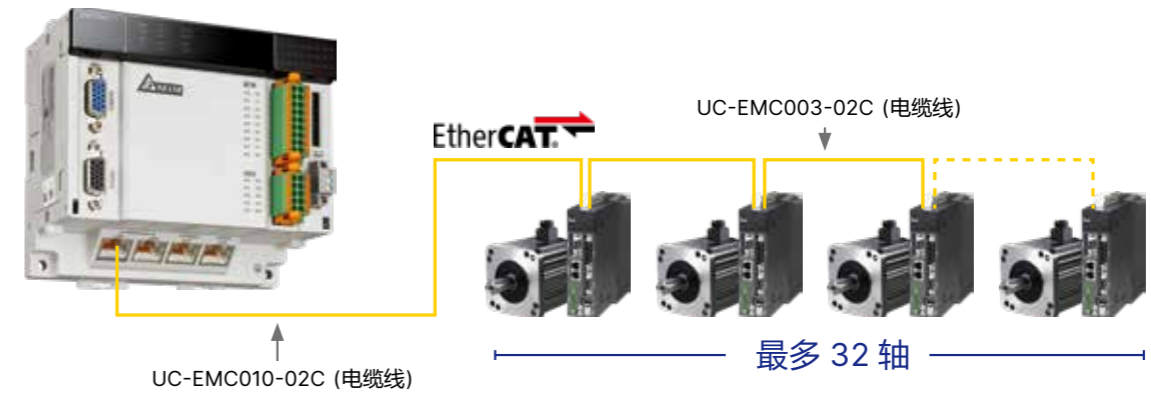 UC-EMC003-02C (电缆线)
EtherCAT.
最多 32 轴
UC-EMC010-02C (电缆线)